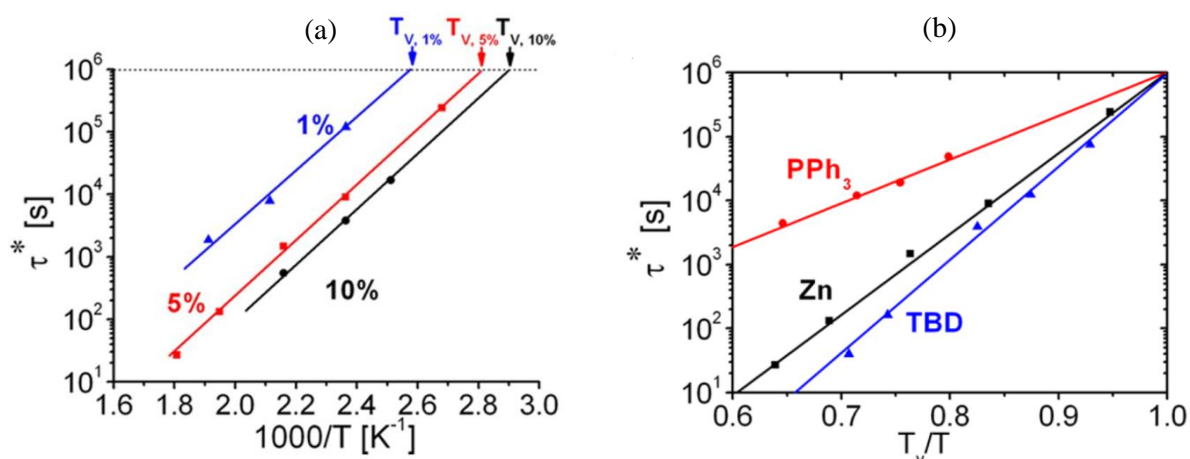 (a)
T_V, 1% T_V, 5% T_V, 10%
10^6
10^5
10^4
10^3
10^2
10^1
τ* [s]
1%
5%
10%
1.6 1.8 2.0 2.2 2.4 2.6 2.8 3.0
1000/T [K^-1]
(b)
10^6
10^5
10^4
10^3
10^2
10^1
τ* [s]
PPh_3
Zn
TBD
0.6 0.7 0.8 0.9 1.0
T_v/T